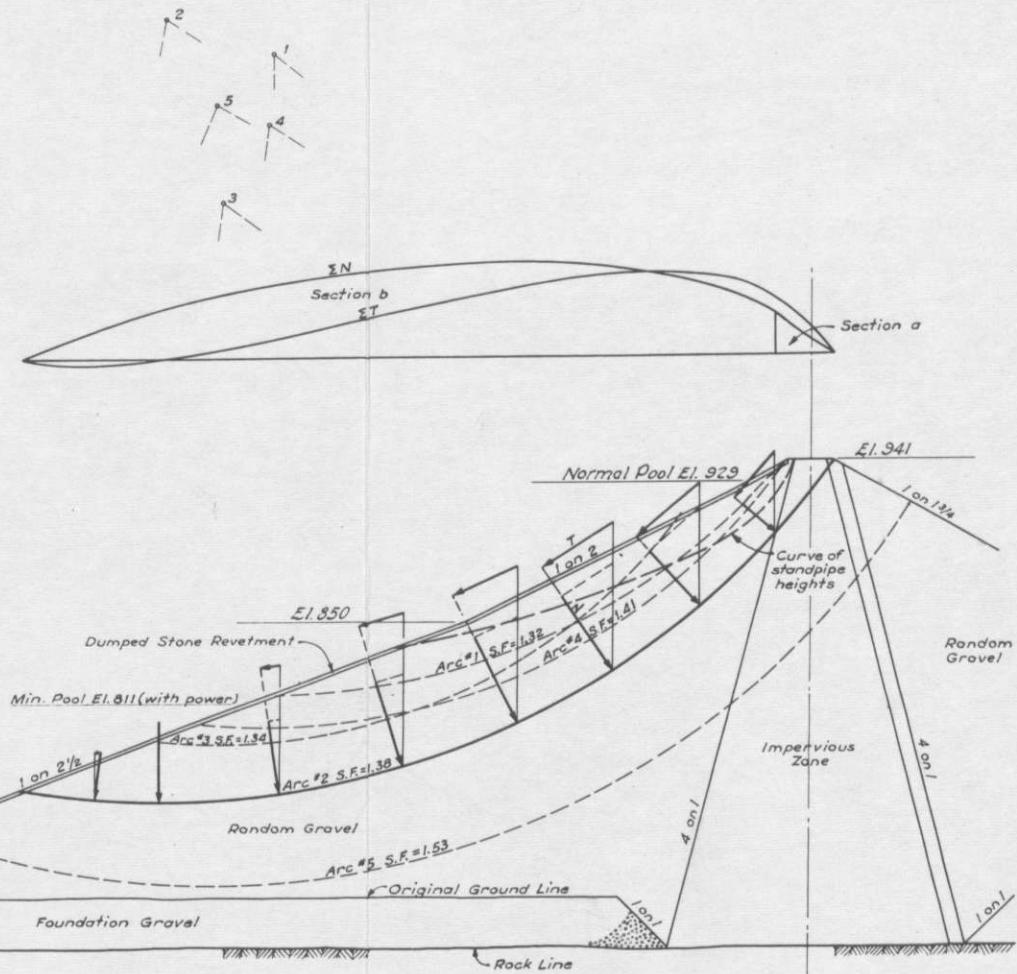 2
1
5
4
3
ΣN
Section b
ΣT
Section a
El. 941
Normal Pool El. 929
1 on 1¾
T
1 on 2
Curve of
standpipe
heights
El. 850
N
Dumped Stone Revetment
Arc #1 S.F.=1.32
Arc #4 S.F.=1.41
Random
Gravel
Min. Pool El. 811 (with power)
Arc #3 S.F.=1.34
Impervious
Zone
1 on 2½
Arc #2 S.F.=1.38
4 on 1
4 on 1
Random Gravel
Arc #5 S.F.=1.53
Original Ground Line
1 on 1
1 on 1
Foundation Gravel
Rock Line